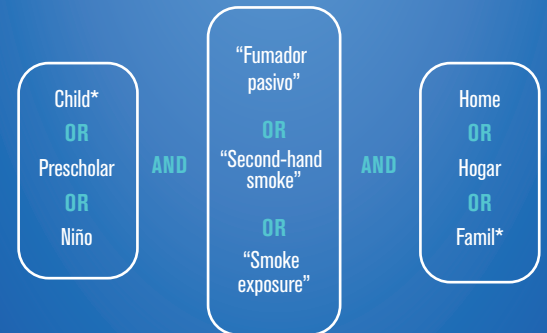 Child*
OR
Prescholar
OR
Niño
AND
“Fumador
pasivo”
OR
“Second-hand
smoke”
OR
“Smoke
exposure”
AND
Home
OR
Hogar
OR
Famil*